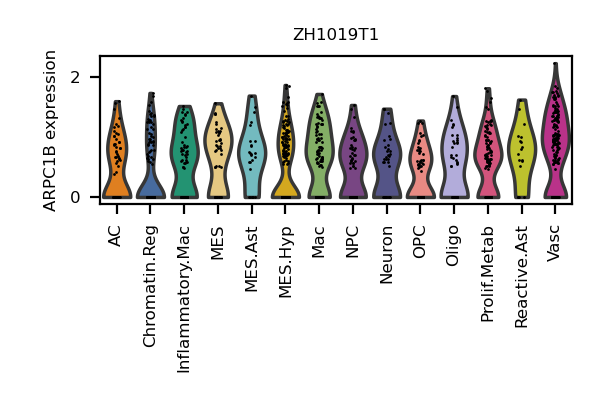 ZH1019T1
ARPC1B expression
2
0
AC
Chromatin.Reg
Inflammatory.Mac
MES
MES.Ast
MES.Hyp
Mac
NPC
Neuron
OPC
Oligo
Prolif.Metab
Reactive.Ast
Vasc